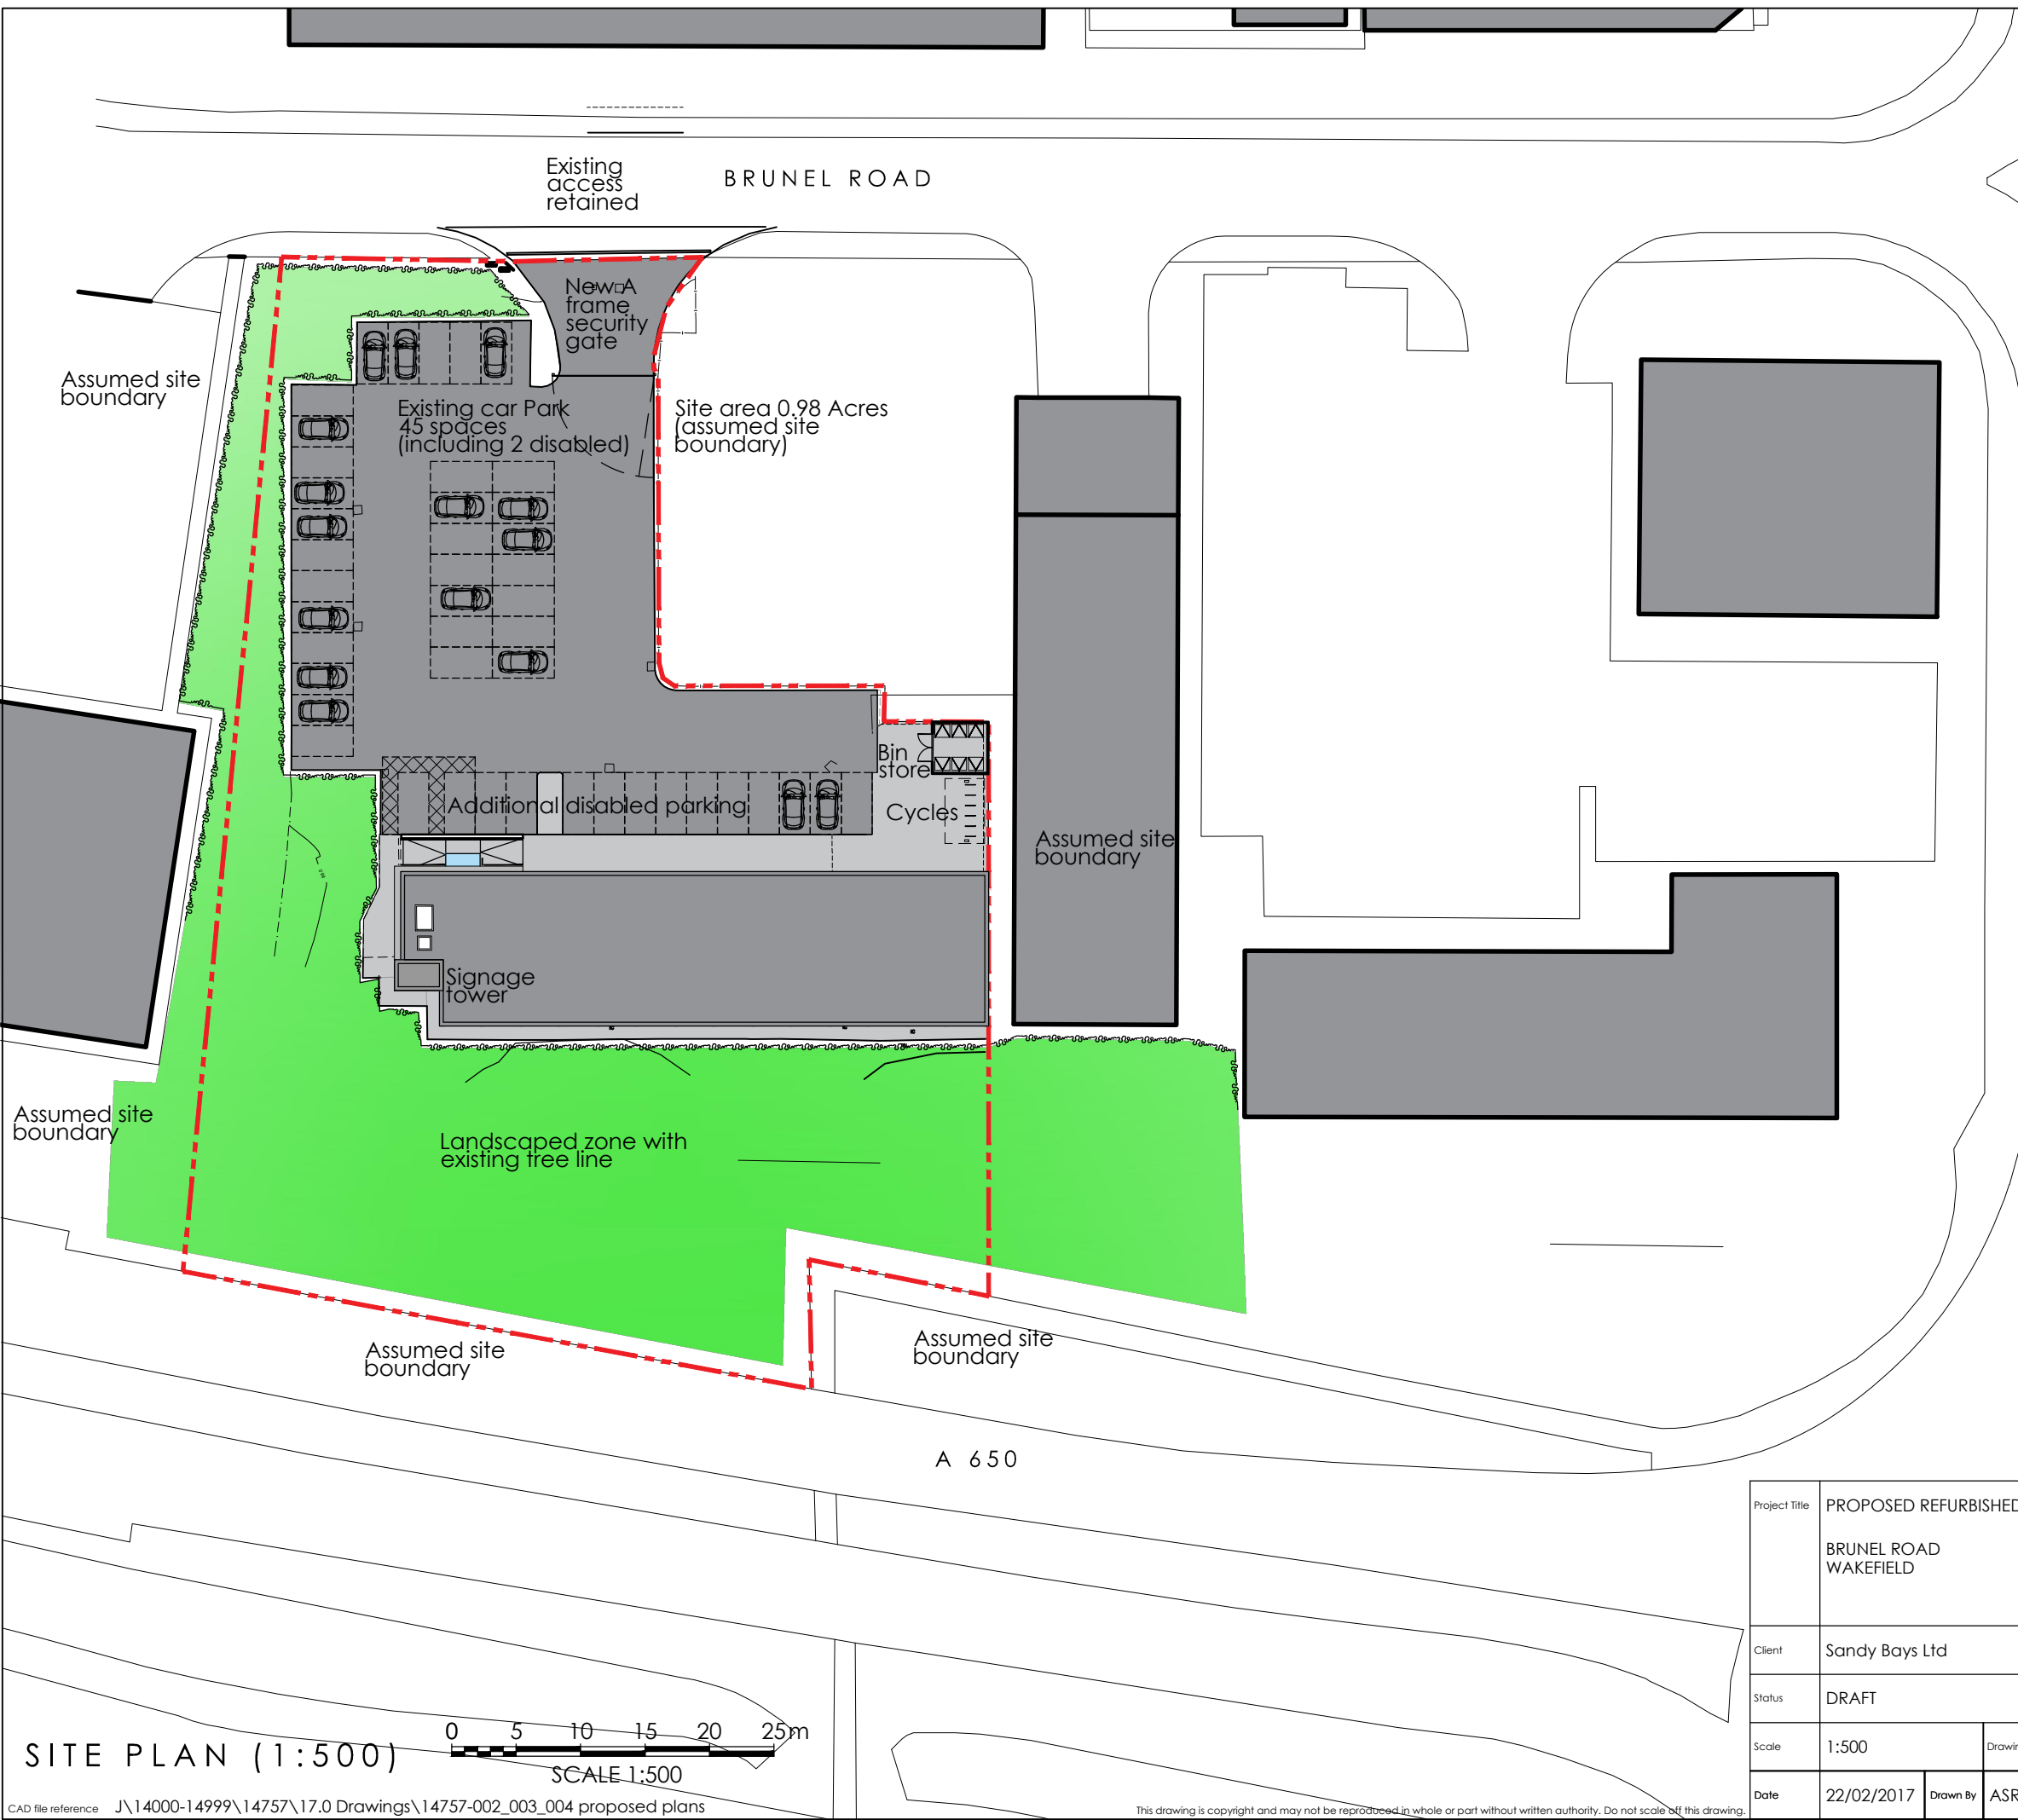 Existing
access
retained
BRUNEL ROAD
New A
frame
security
gate
Assumed site
boundary
Existing car Park
45 spaces
(including 2 disabled)
Site area 0.98 Acres
(assumed site
boundary)
Bin
store
Additional disabled parking
Cycles
Assumed site
boundary
Signage
tower
Assumed site
boundary
Landscaped zone with
existing tree line
Assumed site
boundary
Assumed site
boundary
A 650
Project Title
PROPOSED REFURBISHED
BRUNEL ROAD
WAKEFIELD
Client
Sandy Bays Ltd
Status
DRAFT
Scale
1:500
Date
22/02/2017
Drawn By
SITE PLAN (1:500)
0 5 10 15 20 25m
SCALE 1:500
CAD file reference J\14000-14999\14757\17.0 Drawings\14757-002_003_004 proposed plans
This drawing is copyright and may not be reproduced in whole or part without written authority. Do not scale off this drawing.